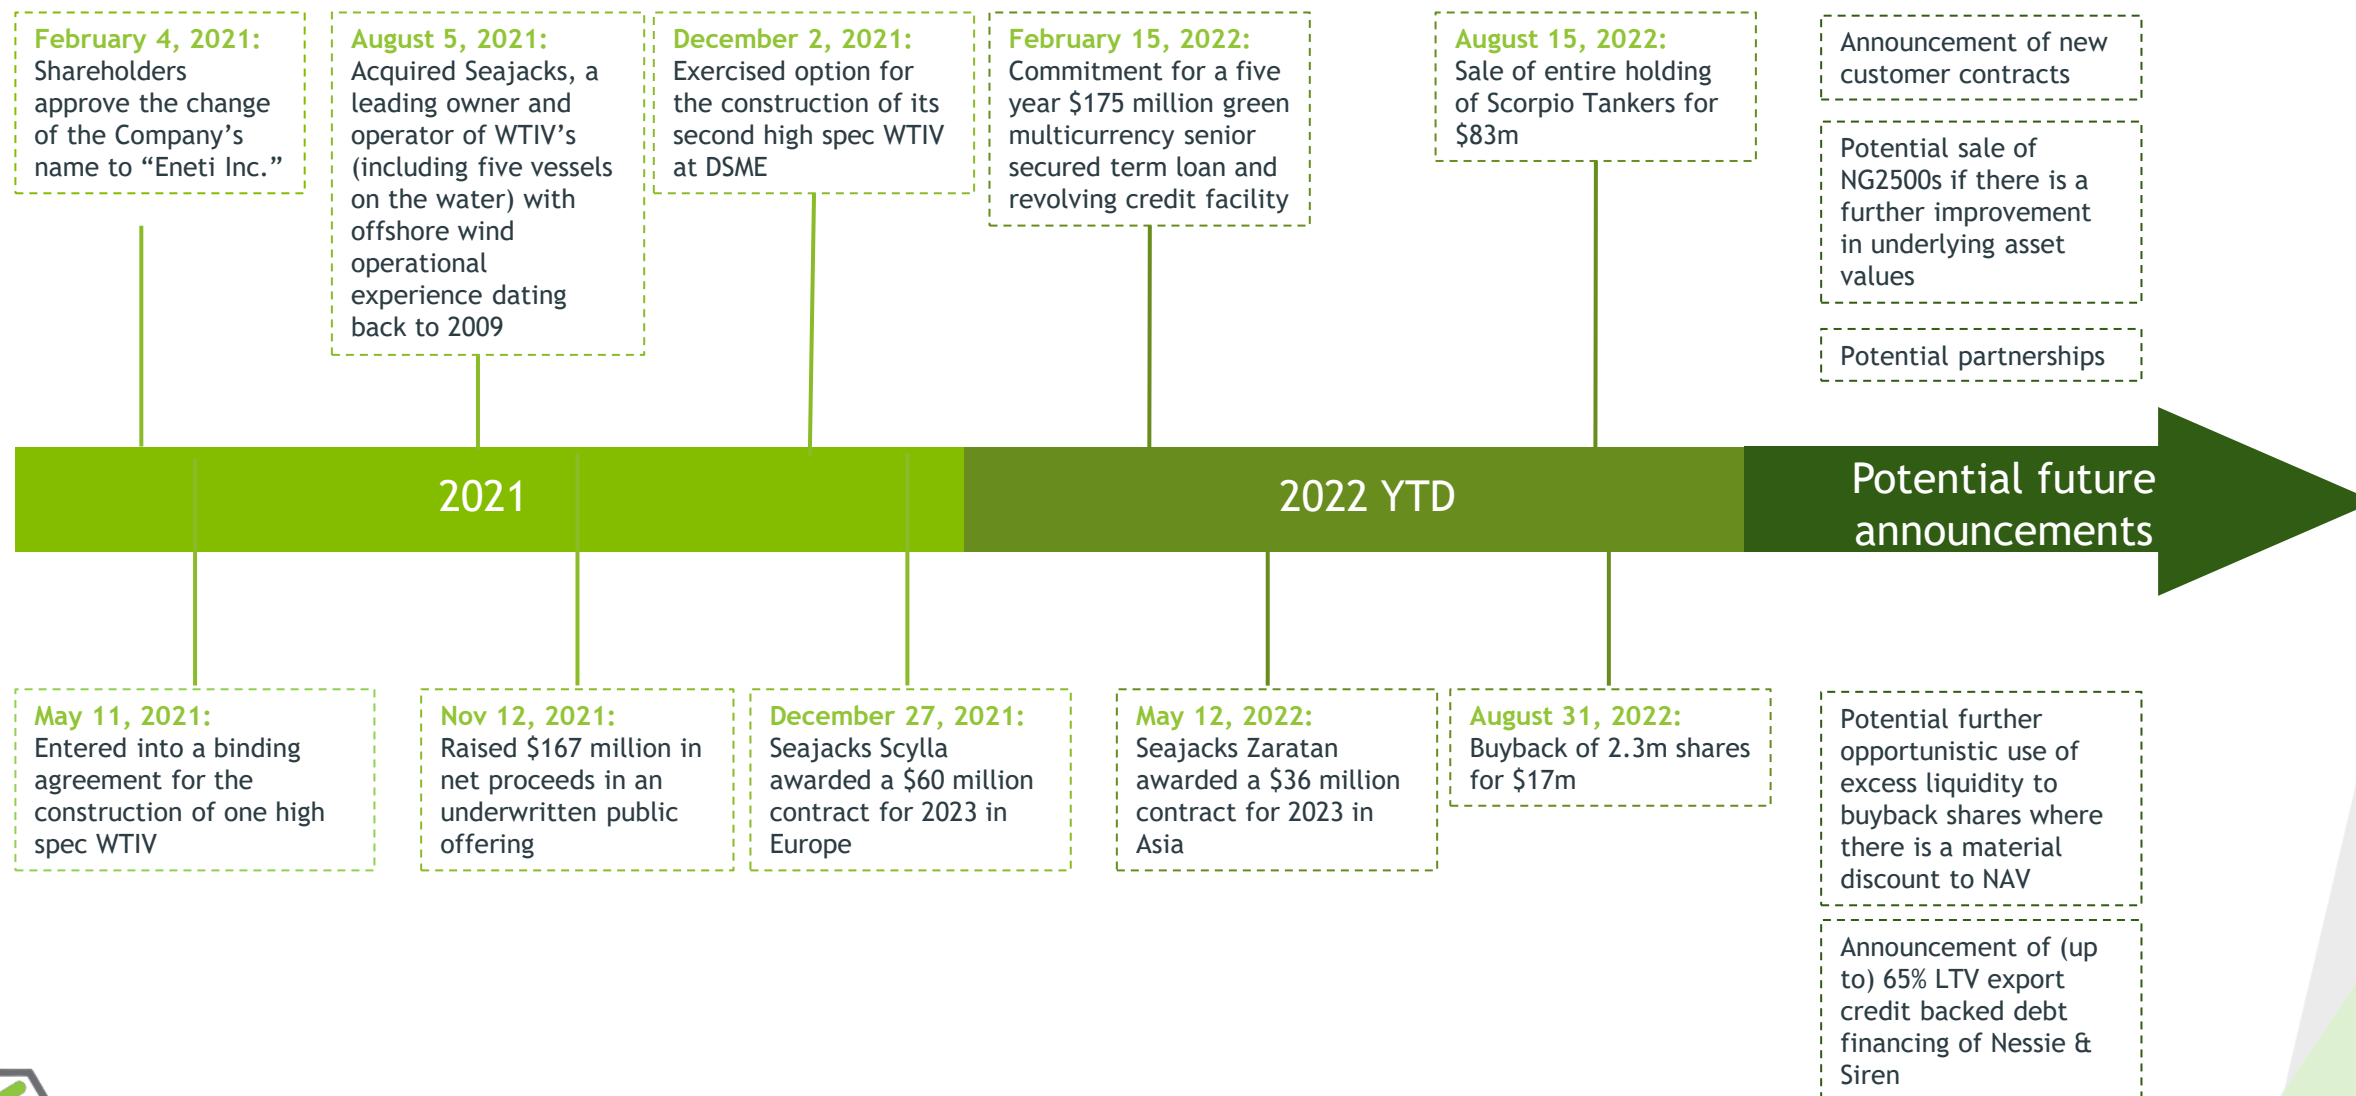 February 4, 2021:
Shareholders
approve the change
of the Company’s
name to “Eneti Inc.”
August 5, 2021:
Acquired Seajacks, a
leading owner and
operator of WTIV’s
(including five vessels
on the water) with
offshore wind
operational
experience dating
back to 2009
December 2, 2021:
Exercised option for
the construction of its
second high spec WTIV
at DSME
February 15, 2022:
Commitment for a five
year $175 million green
multicurrency senior
secured term loan and
revolving credit facility
August 15, 2022:
Sale of entire holding
of Scorpio Tankers for
$83m
Announcement of new
customer contracts
Potential sale of
NG2500s if there is a
further improvement
in underlying asset
values
Potential partnerships
2021
2022 YTD
Potential future
announcements
May 11, 2021:
Entered into a binding
agreement for the
construction of one high
spec WTIV
Nov 12, 2021:
Raised $167 million in
net proceeds in an
underwritten public
offering
December 27, 2021:
Seajacks Scylla
awarded a $60 million
contract for 2023 in
Europe
May 12, 2022:
Seajacks Zaratan
awarded a $36 million
contract for 2023 in
Asia
August 31, 2022:
Buyback of 2.3m shares
for $17m
Potential further
opportunistic use of
excess liquidity to
buyback shares where
there is a material
discount to NAV
Announcement of (up
to) 65% LTV export
credit backed debt
financing of Nessie &
Siren